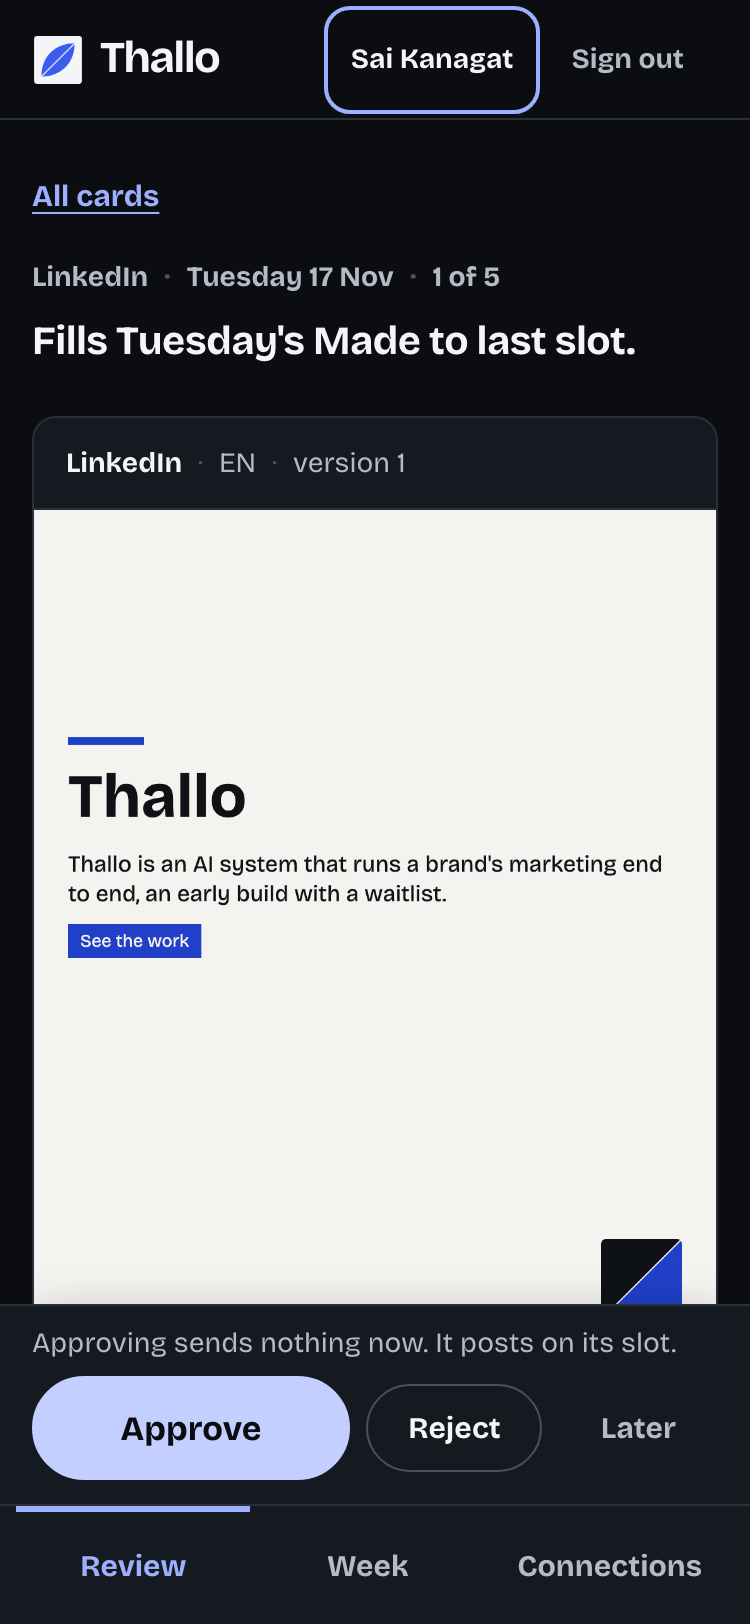 Thallo
Sai Kanagat
Sign out
All cards
LinkedIn · Tuesday 17 Nov · 1 of 5
Fills Tuesday's Made to last slot.
LinkedIn · EN · version 1
Thallo
Thallo is an AI system that runs a brand's marketing end
to end, an early build with a waitlist.
See the work
Approving sends nothing now. It posts on its slot.
Approve
Reject
Later
Review
Week
Connections